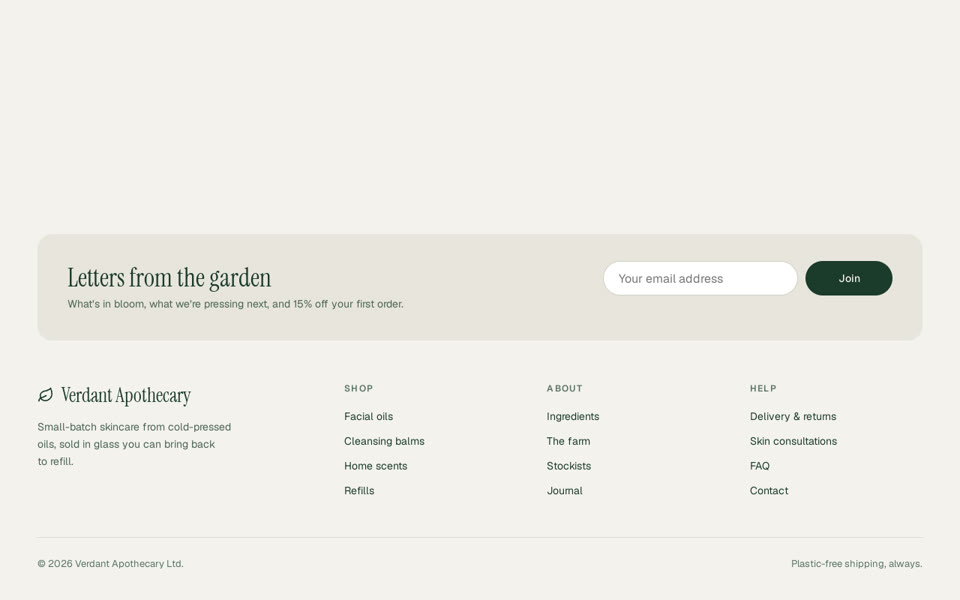 Letters from the garden
What's in bloom, what we're pressing next, and 15% off your first order.
Your email address
Join
Verdant Apothecary
Small-batch skincare from cold-pressed
oils, sold in glass you can bring back
to refill.
SHOP
Facial oils
Cleansing balms
Home scents
Refills
ABOUT
Ingredients
The farm
Stockists
Journal
HELP
Delivery & returns
Skin consultations
FAQ
Contact
© 2026 Verdant Apothecary Ltd.
Plastic-free shipping, always.